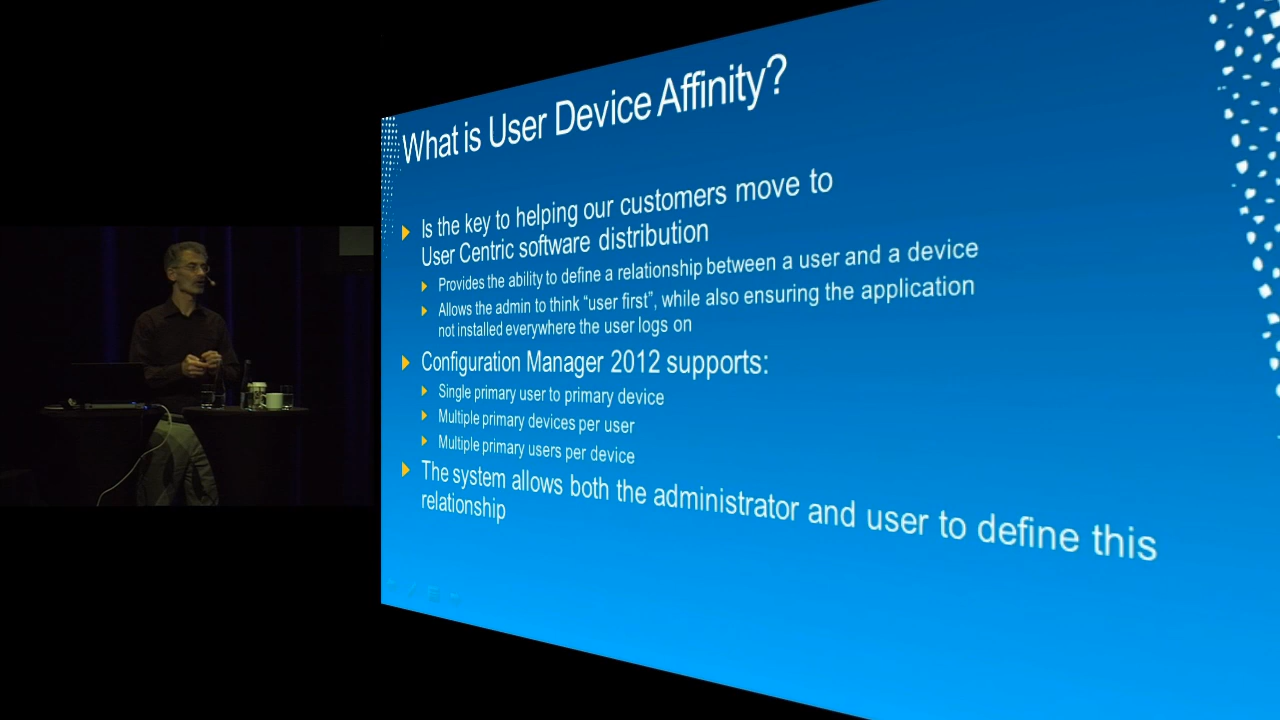 What is User Device Affinity?
Is the key to helping our customers move to
User Centric software distribution
Provides the ability to define a relationship between a user and a device
Allows the admin to think “user first”, while also ensuring the application
not installed everywhere the user logs on
Configuration Manager 2012 supports:
Single primary user to primary device
Multiple primary devices per user
Multiple primary users per device
The system allows both the administrator and user to define this
relationship